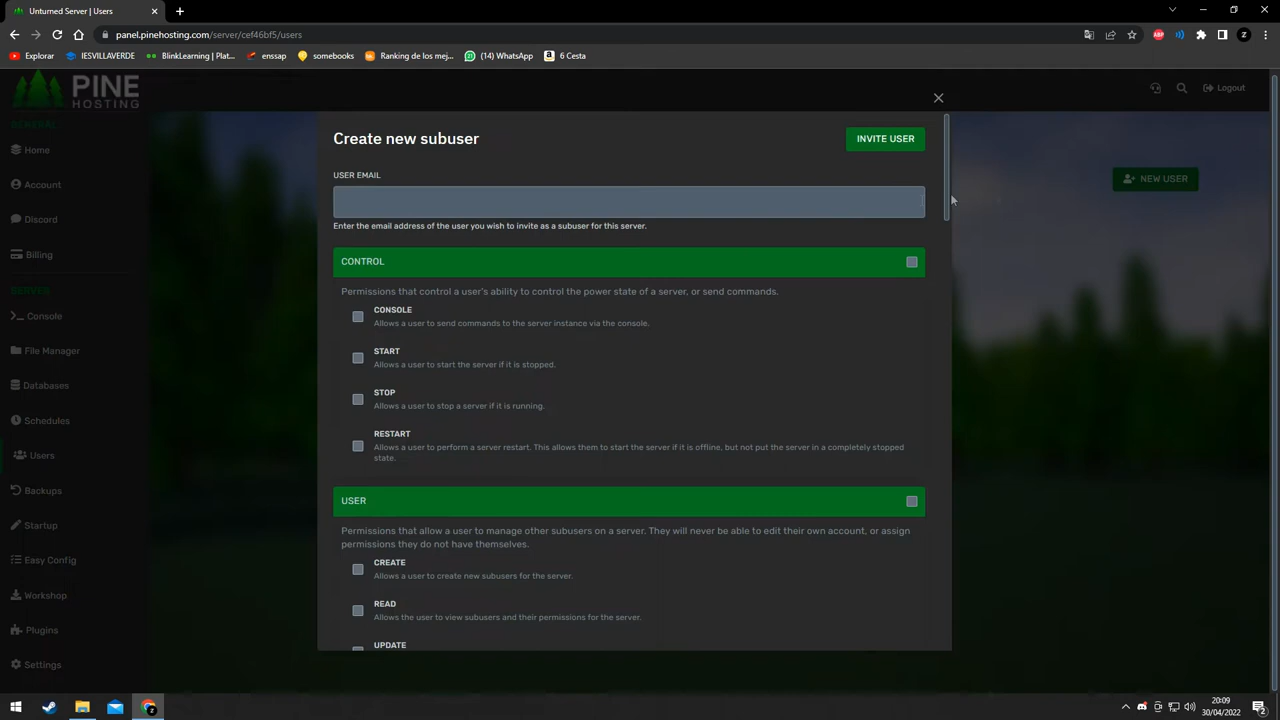 Unturned Server | Users
panel.pinehosting.com/server/cef46bf5/users
Explorar
IESVILLAVERDE
BlinkLearning | Plat...
enssap
somebooks
Ranking de los mej...
(14) WhatsApp
6 Cesta
PINE
HOSTING
Logout
GENERAL
Home
Account
Discord
Billing
SERVER
Console
File Manager
Databases
Schedules
Users
Backups
Startup
Easy Config
Workshop
Plugins
Settings
NEW USER
Create new subuser
INVITE USER
USER EMAIL
Enter the email address of the user you wish to invite as a subuser for this server.
CONTROL
Permissions that control a user's ability to control the power state of a server, or send commands.
CONSOLE
Allows a user to send commands to the server instance via the console.
START
Allows a user to start the server if it is stopped.
STOP
Allows a user to stop a server if it is running.
RESTART
Allows a user to perform a server restart. This allows them to start the server if it is offline, but not put the server in a completely stopped
state.
USER
Permissions that allow a user to manage other subusers on a server. They will never be able to edit their own account, or assign
permissions they do not have themselves.
CREATE
Allows a user to create new subusers for the server.
READ
Allows the user to view subusers and their permissions for the server.
UPDATE
20:09
30/04/2022